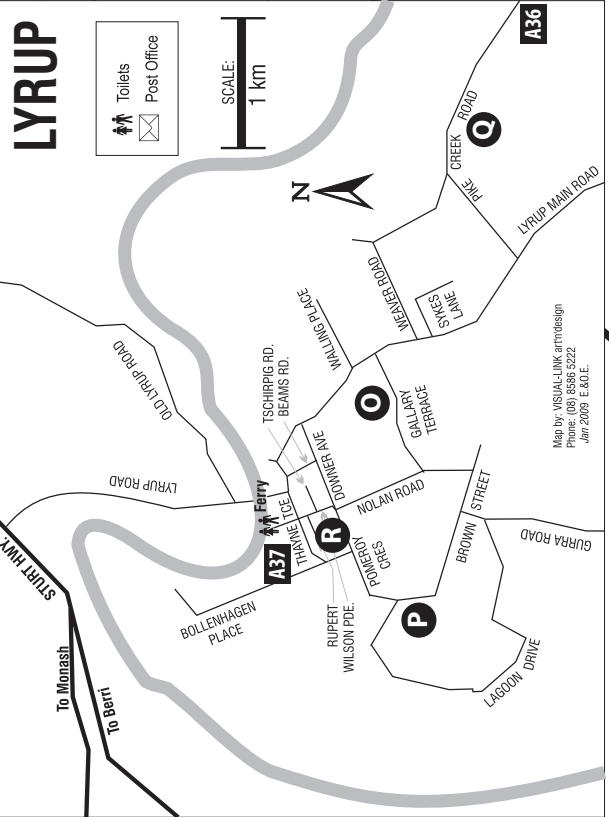 LYRUP
Toilets
Post Office
SCALE:
1 km
N
A36
CREEK
ROAD
Q
PIKE
LYRUP MAIN ROAD
WEAVER ROAD
SYKES
LANE
WALLING PLACE
OLD LYRUP ROAD
TSCHIRPIG RD.
BEAMS RD.
O
GALLARY
TERRACE
DOWNER AVE
NOLAN ROAD
LYRUP ROAD
Ferry
THAYNE
TCE
R
A37
POMEROY
CRES
BROWN
STREET
GURRA ROAD
P
LAGOON DRIVE
RUPERT
WILSON PDE.
BOLLENHAGEN
PLACE
STURT HWY.
To Monash
To Berri
Map by: VISUAL-LINK art'n'design
Phone: (08) 8586 5222
Jan 2009 E.&O.E.